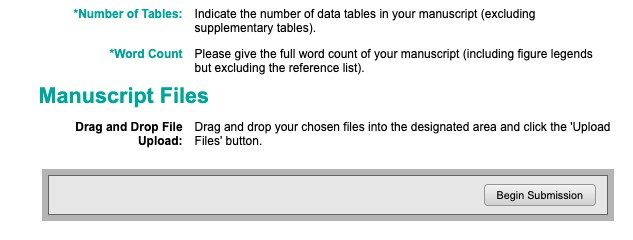 *Number of Tables: Indicate the number of data tables in your manuscript (excluding
supplementary tables).
*Word Count Please give the full word count of your manuscript (including figure legends
but excluding the reference list).
Manuscript Files
Drag and Drop File Drag and drop your chosen files into the designated area and click the 'Upload
Upload: Files' button.
Begin Submission